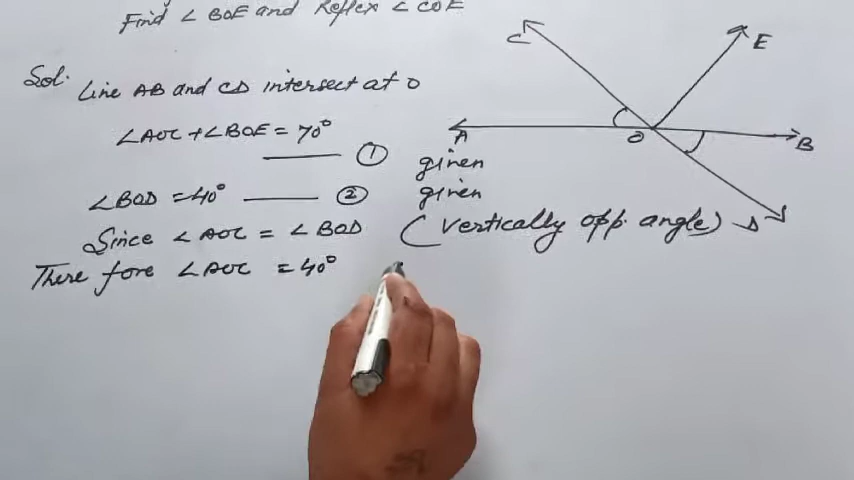 Find ∠BOE and Reflex ∠COE
Sol. Line AB and CD intersect at O
∠AOC + ∠BOE = 70° ——— ① given
∠BOD = 40° ——— ② given
Since ∠AOC = ∠BOD (Vertically opp. angle)
There fore ∠AOC = 40°
C
E
A
O
B
D